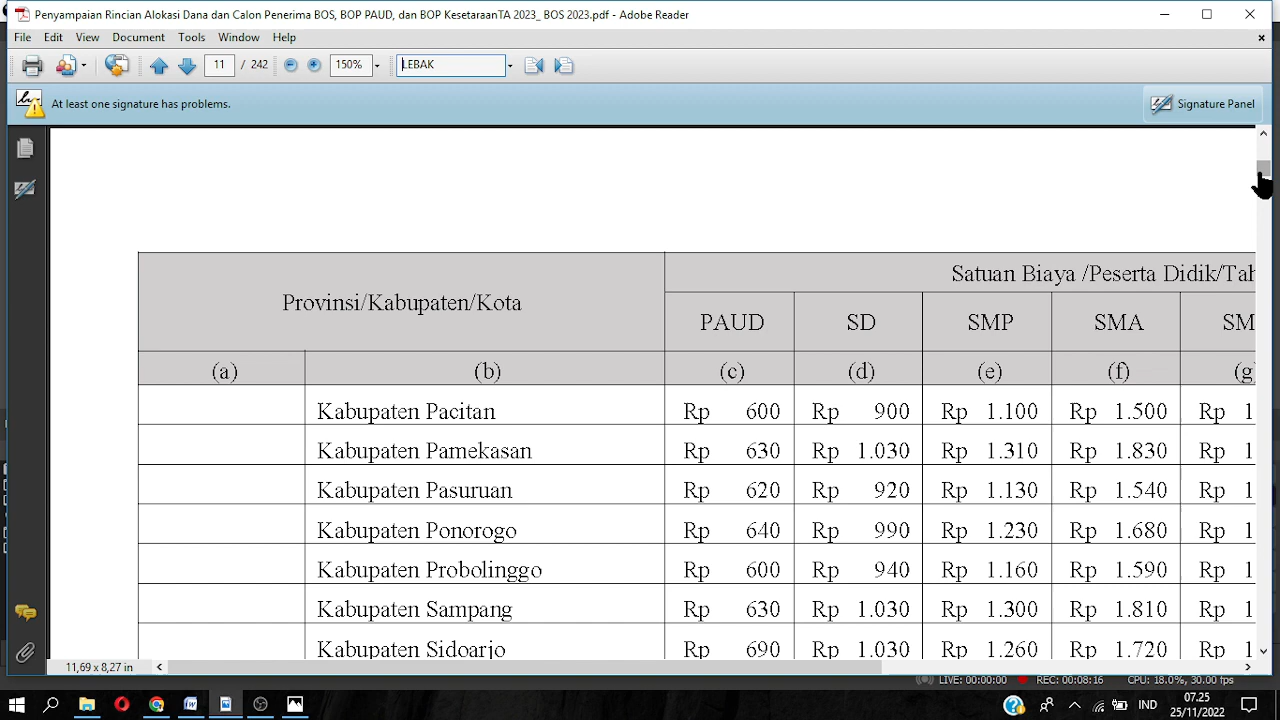 Penyampaian Rincian Alokasi Dana dan Calon Penerima BOS, BOP PAUD, dan BOP KesetaraanTA 2023_ BOS 2023.pdf - Adobe Reader
File Edit View Document Tools Window Help
11 / 242 150% LEBAK
At least one signature has problems.
Signature Panel
Provinsi/Kabupaten/Kota Satuan Biaya /Peserta Didik/Tah
PAUD SD SMP SMA SM
(a) (b) (c) (d) (e) (f) (g
Kabupaten Pacitan Rp 600 Rp 900 Rp 1.100 Rp 1.500 Rp 1
Kabupaten Pamekasan Rp 630 Rp 1.030 Rp 1.310 Rp 1.830 Rp 1
Kabupaten Pasuruan Rp 620 Rp 920 Rp 1.130 Rp 1.540 Rp 1
Kabupaten Ponorogo Rp 640 Rp 990 Rp 1.230 Rp 1.680 Rp 1
Kabupaten Probolinggo Rp 600 Rp 940 Rp 1.160 Rp 1.590 Rp 1
Kabupaten Sampang Rp 630 Rp 1.030 Rp 1.300 Rp 1.810 Rp 1
Kabupaten Sidoarjo Rp 690 Rp 1.030 Rp 1.260 Rp 1.720 Rp 1
11,69 x 8,27 in
LIVE: 00:00:00 REC: 00:08:16 CPU: 18.0%, 30.00 fps
IND
07.25
25/11/2022